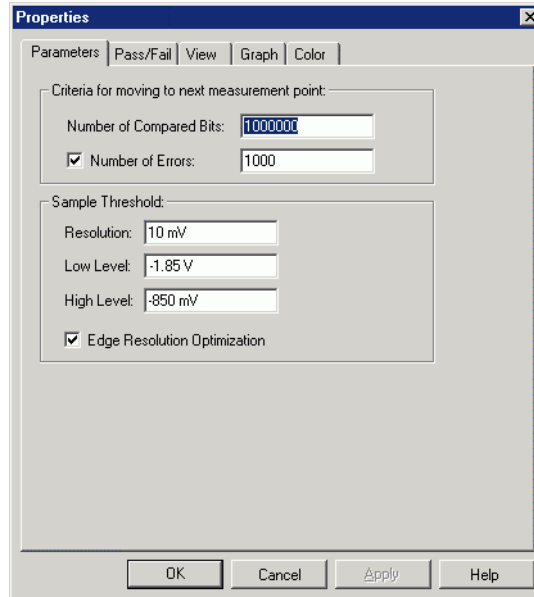 Properties
Parameters Pass/Fail View Graph Color
Criteria for moving to next measurement point:
Number of Compared Bits: 1000000
Number of Errors: 1000
Sample Threshold:
Resolution: 10 mV
Low Level: -1.85 V
High Level: -850 mV
Edge Resolution Optimization
OK Cancel Apply Help